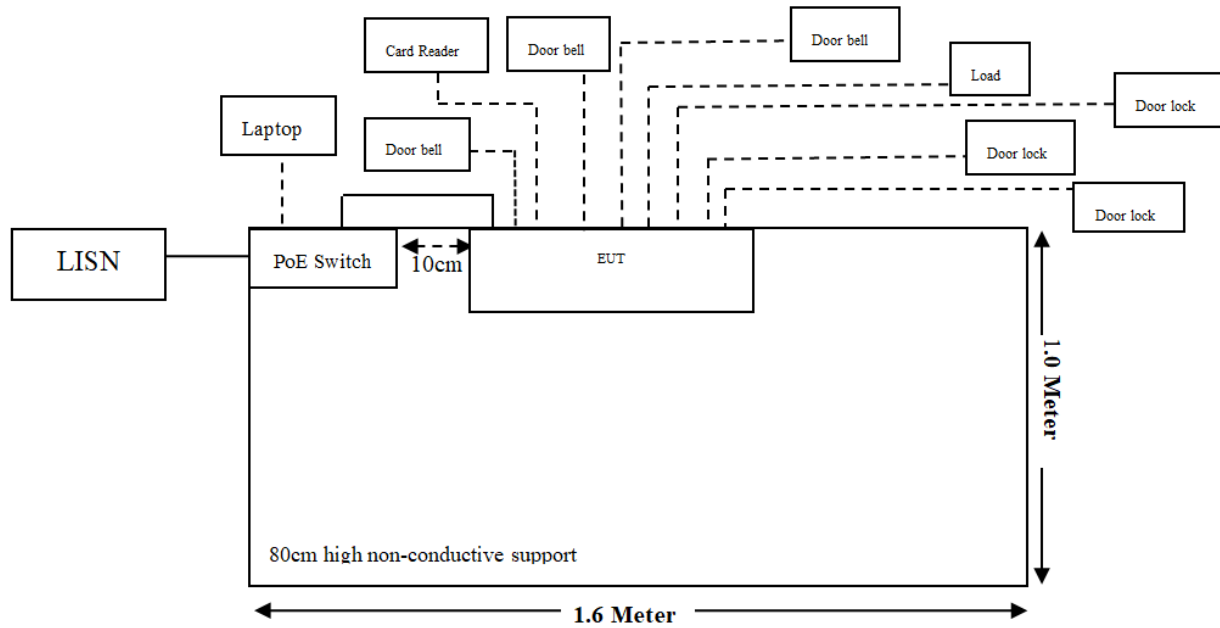 Card Reader
Door bell
Door bell
Load
Door lock
Laptop
Door bell
Door lock
Door lock
LISN
PoE Switch
10cm
EUT
1.0 Meter
80cm high non-conductive support
1.6 Meter